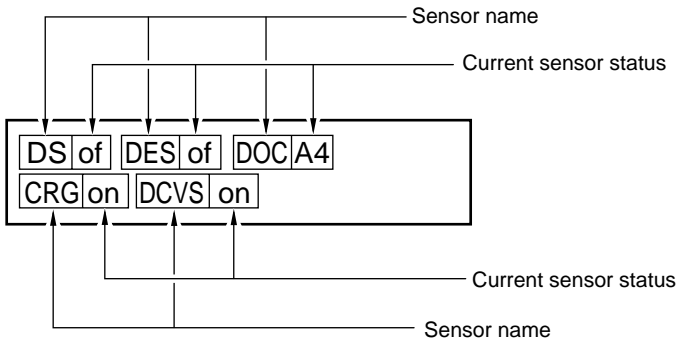 Sensor name
Current sensor status
DS of DES of DOC A4
CRG on DCVS on
Current sensor status
Sensor name